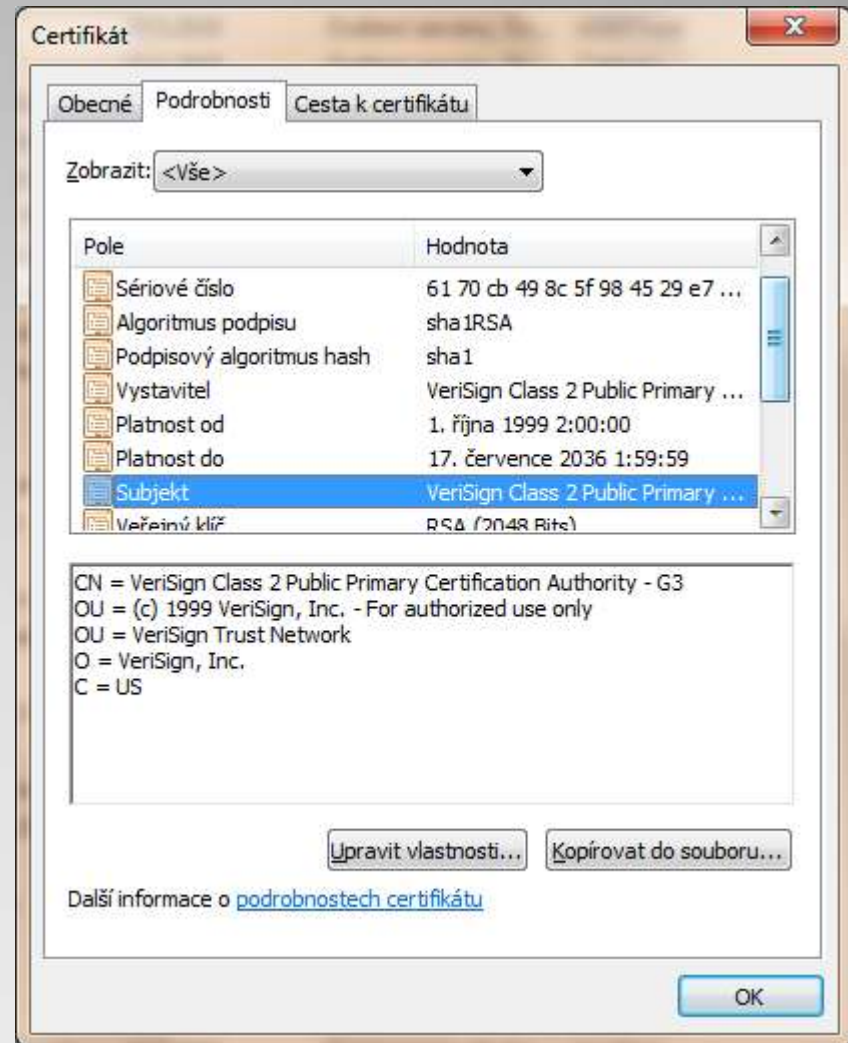 Certifikát
Obecné Podrobnosti Cesta k certifikátu
Zobrazit: <Vše>
Pole Hodnota
Sériové číslo 61 70 cb 49 8c 5f 98 45 29 e7 ...
Algoritmus podpisu sha1RSA
Podpisový algoritmus hash sha1
Vystavitel VeriSign Class 2 Public Primary ...
Platnost od 1. října 1999 2:00:00
Platnost do 17. července 2036 1:59:59
Subjekt VeriSign Class 2 Public Primary ...
Veřejný klíč RSA (2048 Bits)
CN = VeriSign Class 2 Public Primary Certification Authority - G3
OU = (c) 1999 VeriSign, Inc. - For authorized use only
OU = VeriSign Trust Network
O = VeriSign, Inc.
C = US
Upravit vlastnosti... Kopírovat do souboru...
Další informace o podrobnostech certifikátu
OK